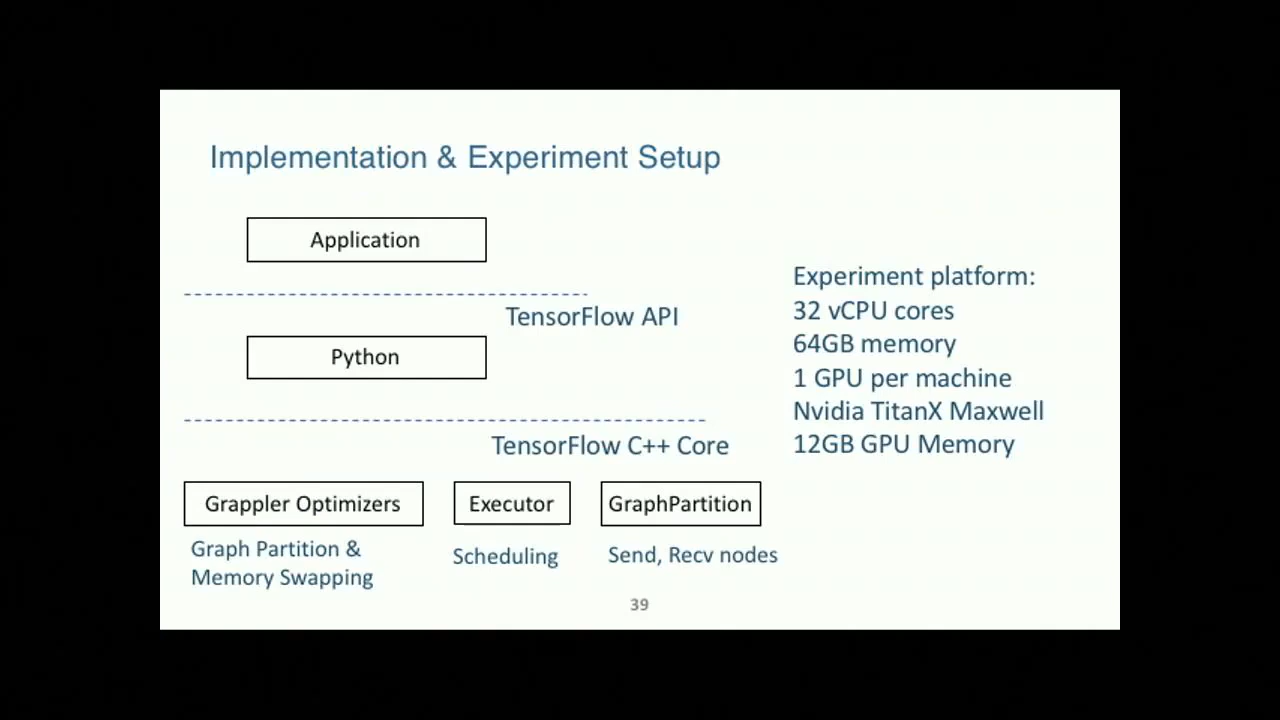 Implementation & Experiment Setup
Application
TensorFlow API
Python
TensorFlow C++ Core
Grappler Optimizers
Graph Partition &
Memory Swapping
Executor
Scheduling
GraphPartition
Send, Recv nodes
Experiment platform:
32 vCPU cores
64GB memory
1 GPU per machine
Nvidia TitanX Maxwell
12GB GPU Memory
39